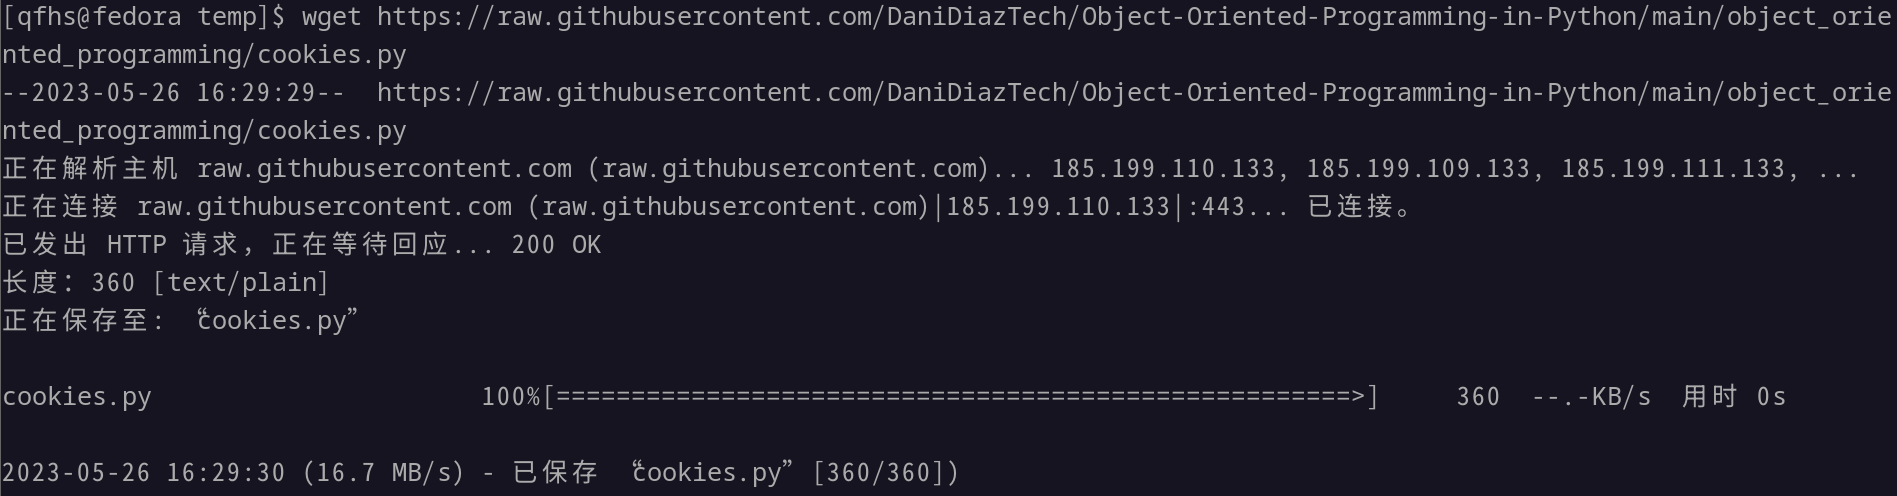 [qfhs@fedora temp]$ wget https://raw.githubusercontent.com/DaniDiazTech/Object-Oriented-Programming-in-Python/main/object_orie
nted_programming/cookies.py
--2023-05-26 16:29:29--  https://raw.githubusercontent.com/DaniDiazTech/Object-Oriented-Programming-in-Python/main/object_orie
nted_programming/cookies.py
正在解析主机 raw.githubusercontent.com (raw.githubusercontent.com)... 185.199.110.133, 185.199.109.133, 185.199.111.133, ...
正在连接 raw.githubusercontent.com (raw.githubusercontent.com)|185.199.110.133|:443... 已连接。
已发出 HTTP 请求，正在等待回应... 200 OK
长度：360 [text/plain]
正在保存至: “cookies.py”
cookies.py                      100%[=====================================================>]     360  --.-KB/s  用时 0s
2023-05-26 16:29:30 (16.7 MB/s) - 已保存 “cookies.py” [360/360])